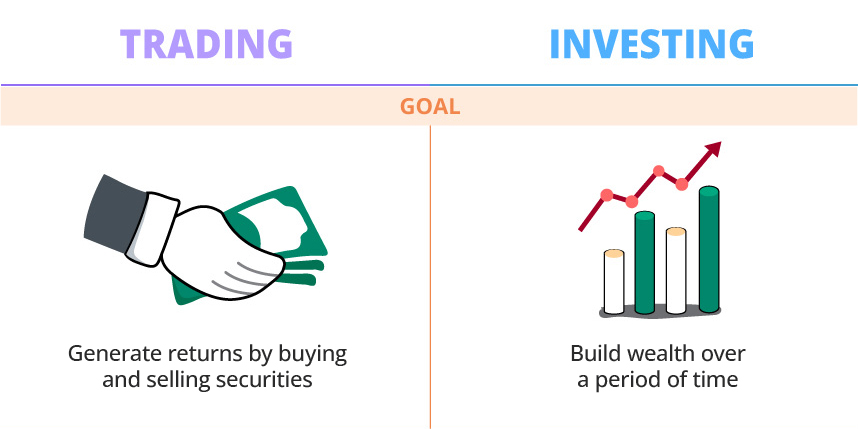 TRADING
INVESTING
GOAL
Generate returns by buying
and selling securities
Build wealth over
a period of time